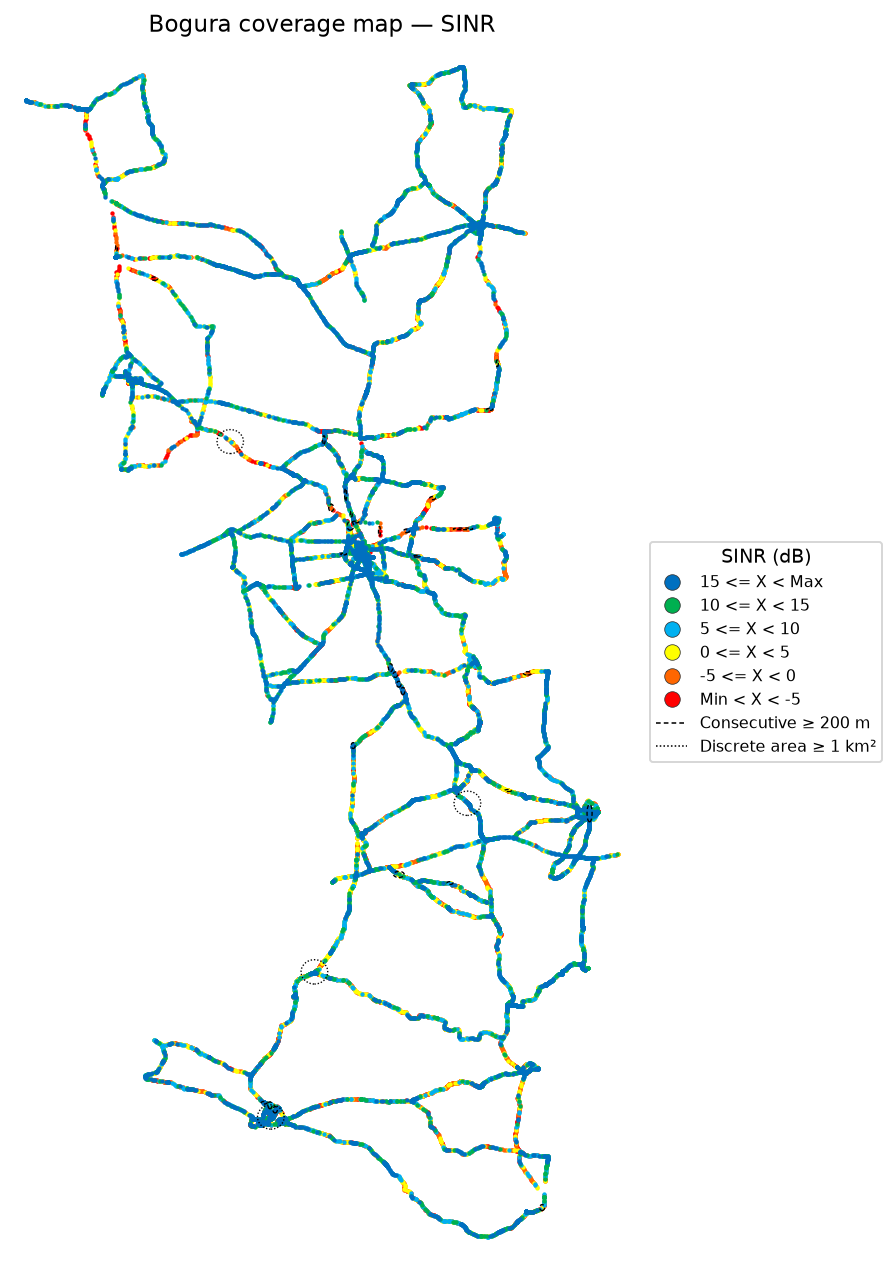 Bogura coverage map — SINR
SINR (dB)
15 <= X < Max
10 <= X < 15
5 <= X < 10
0 <= X < 5
-5 <= X < 0
Min < X < -5
Consecutive ≥ 200 m
Discrete area ≥ 1 km²